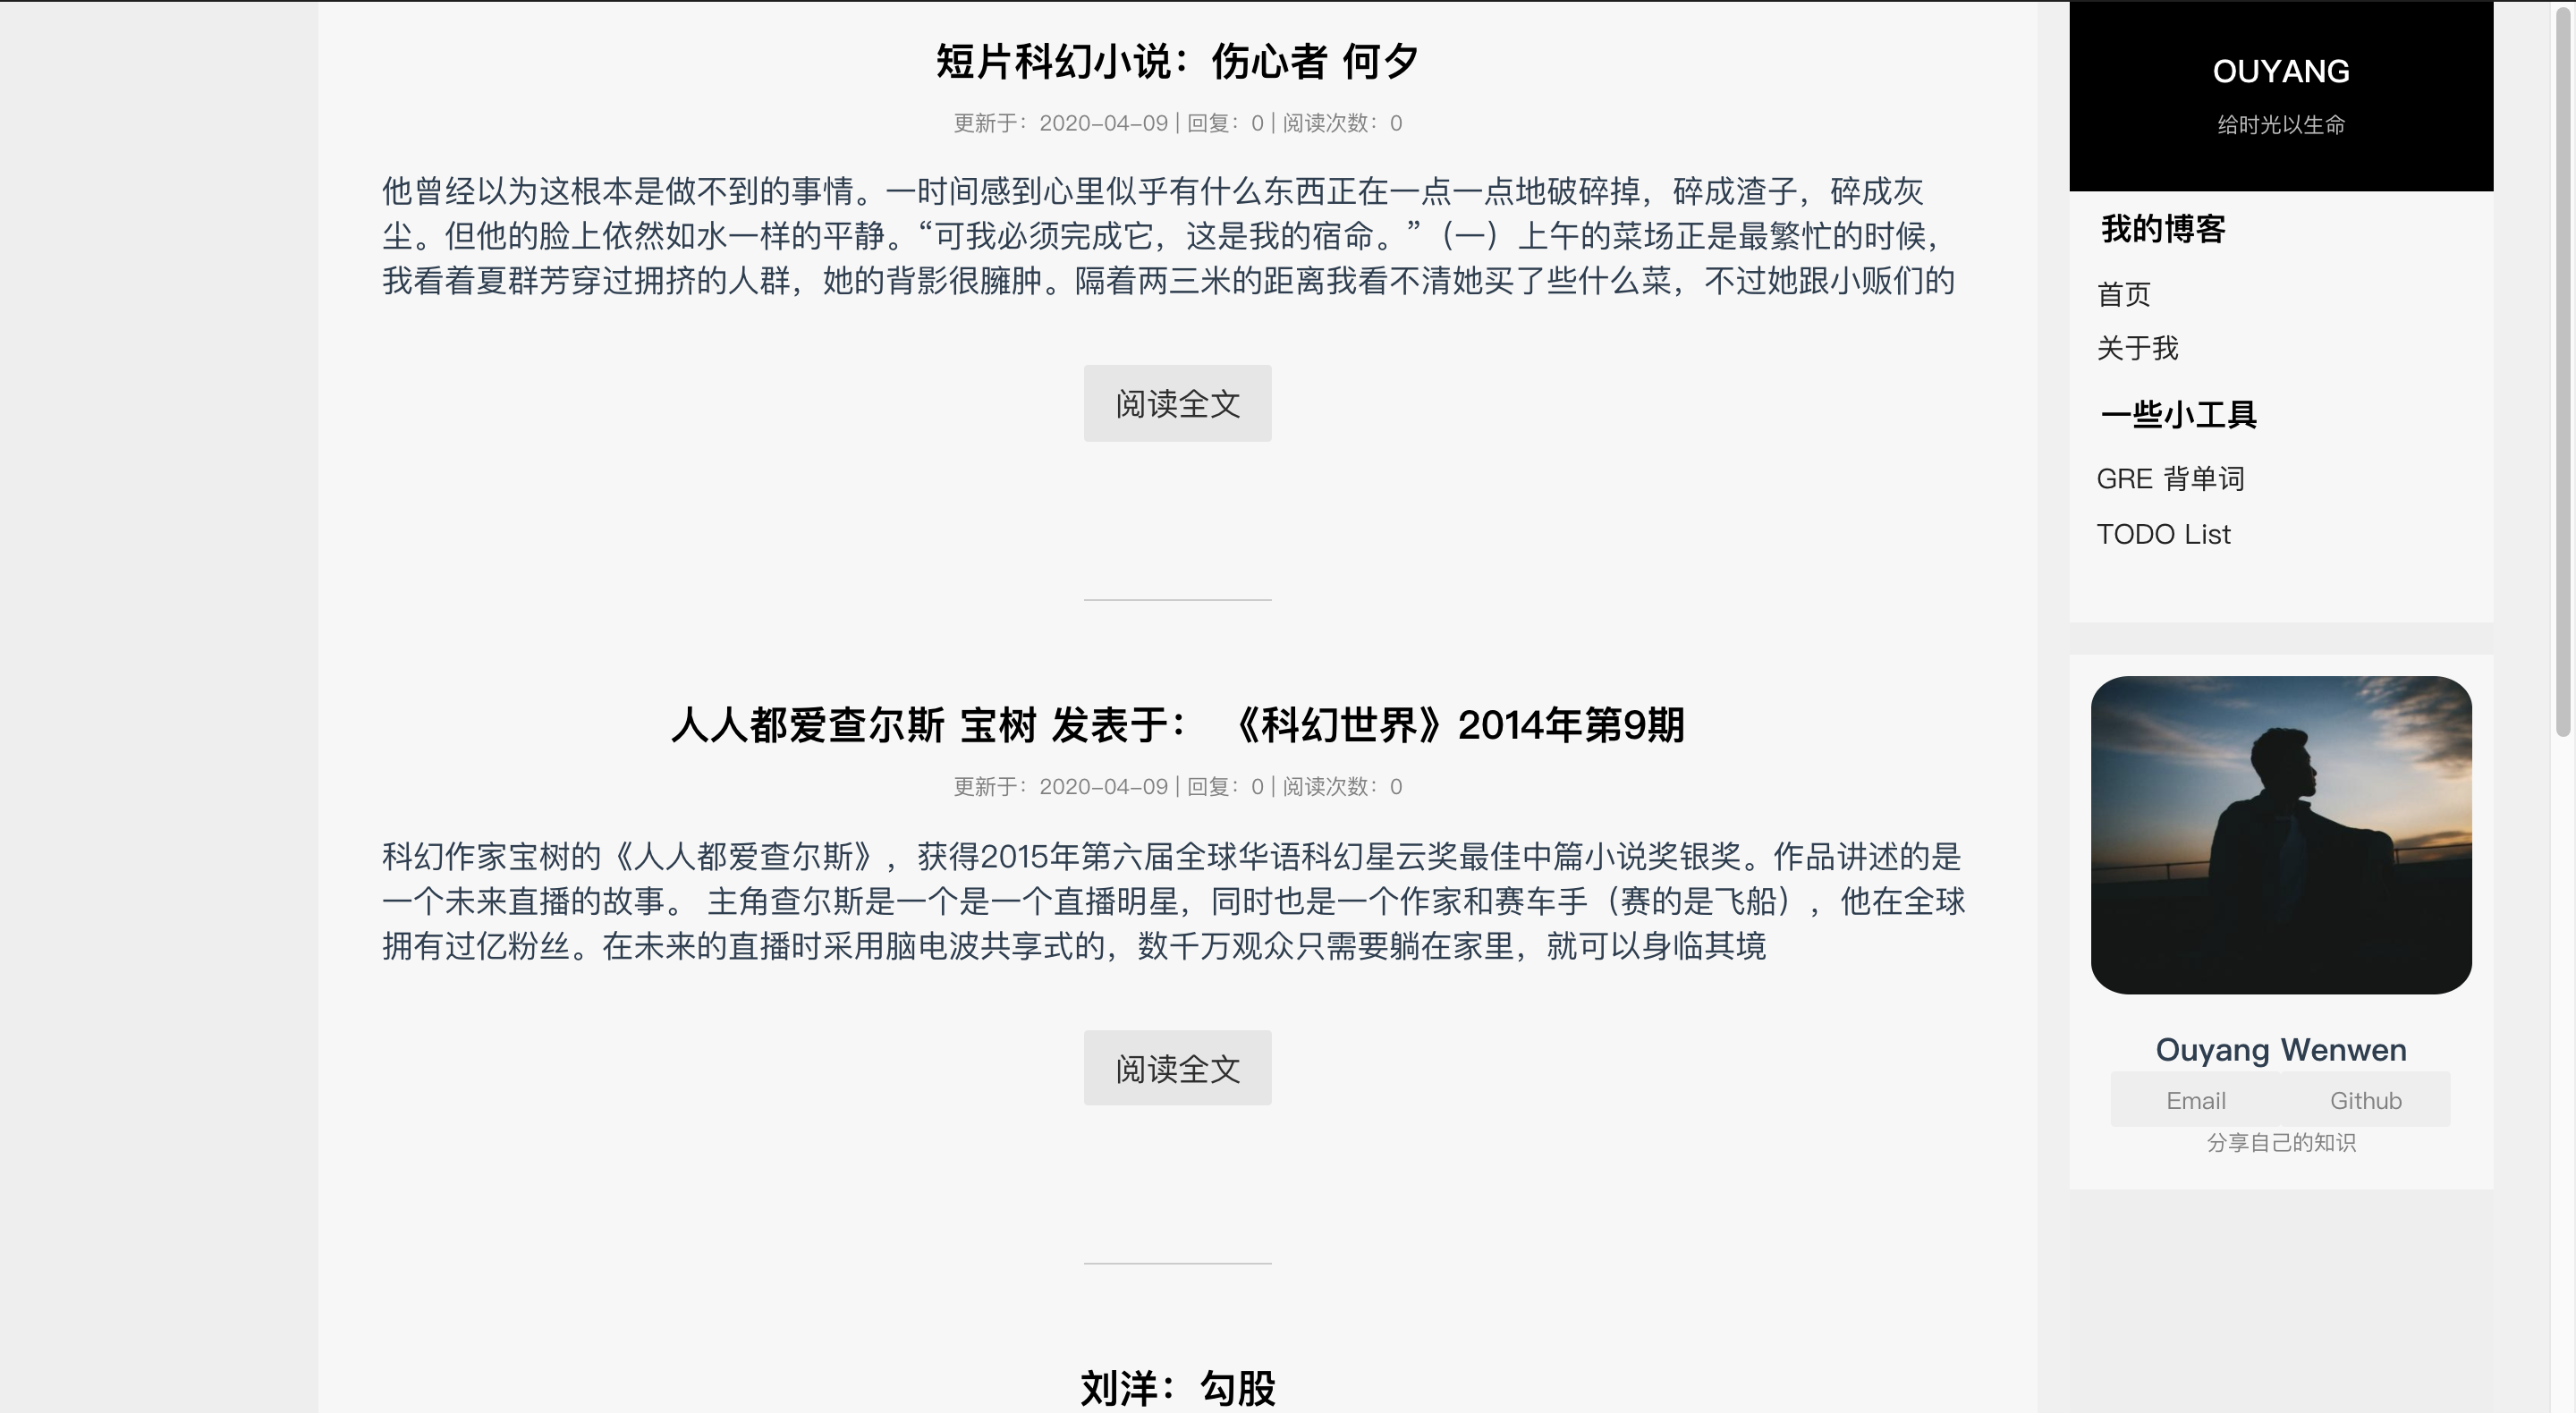 短片科幻小说：伤心者 何夕
更新于：2020-04-09 | 回复：0 | 阅读次数：0
他曾经以为这根本是做不到的事情。一时间感到心里似乎有什么东西正在一点一点地破碎掉，碎成渣子，碎成灰
尘。但他的脸上依然如水一样的平静。“可我必须完成它，这是我的宿命。”（一）上午的菜场正是最繁忙的时候，
我看着夏群芳穿过拥挤的人群，她的背影很臃肿。隔着两三米的距离我看不清她买了些什么菜，不过她跟小贩们的
阅读全文
人人都爱查尔斯 宝树 发表于： 《科幻世界》2014年第9期
更新于：2020-04-09 | 回复：0 | 阅读次数：0
科幻作家宝树的《人人都爱查尔斯》，获得2015年第六届全球华语科幻星云奖最佳中篇小说奖银奖。作品讲述的是
一个未来直播的故事。 主角查尔斯是一个是一个直播明星，同时也是一个作家和赛车手（赛的是飞船），他在全球
拥有过亿粉丝。在未来的直播时采用脑电波共享式的，数千万观众只需要躺在家里，就可以身临其境
阅读全文
刘洋：勾股
OUYANG
给时光以生命
我的博客
首页
关于我
一些小工具
GRE 背单词
TODO List
Ouyang Wenwen
Email Github
分享自己的知识